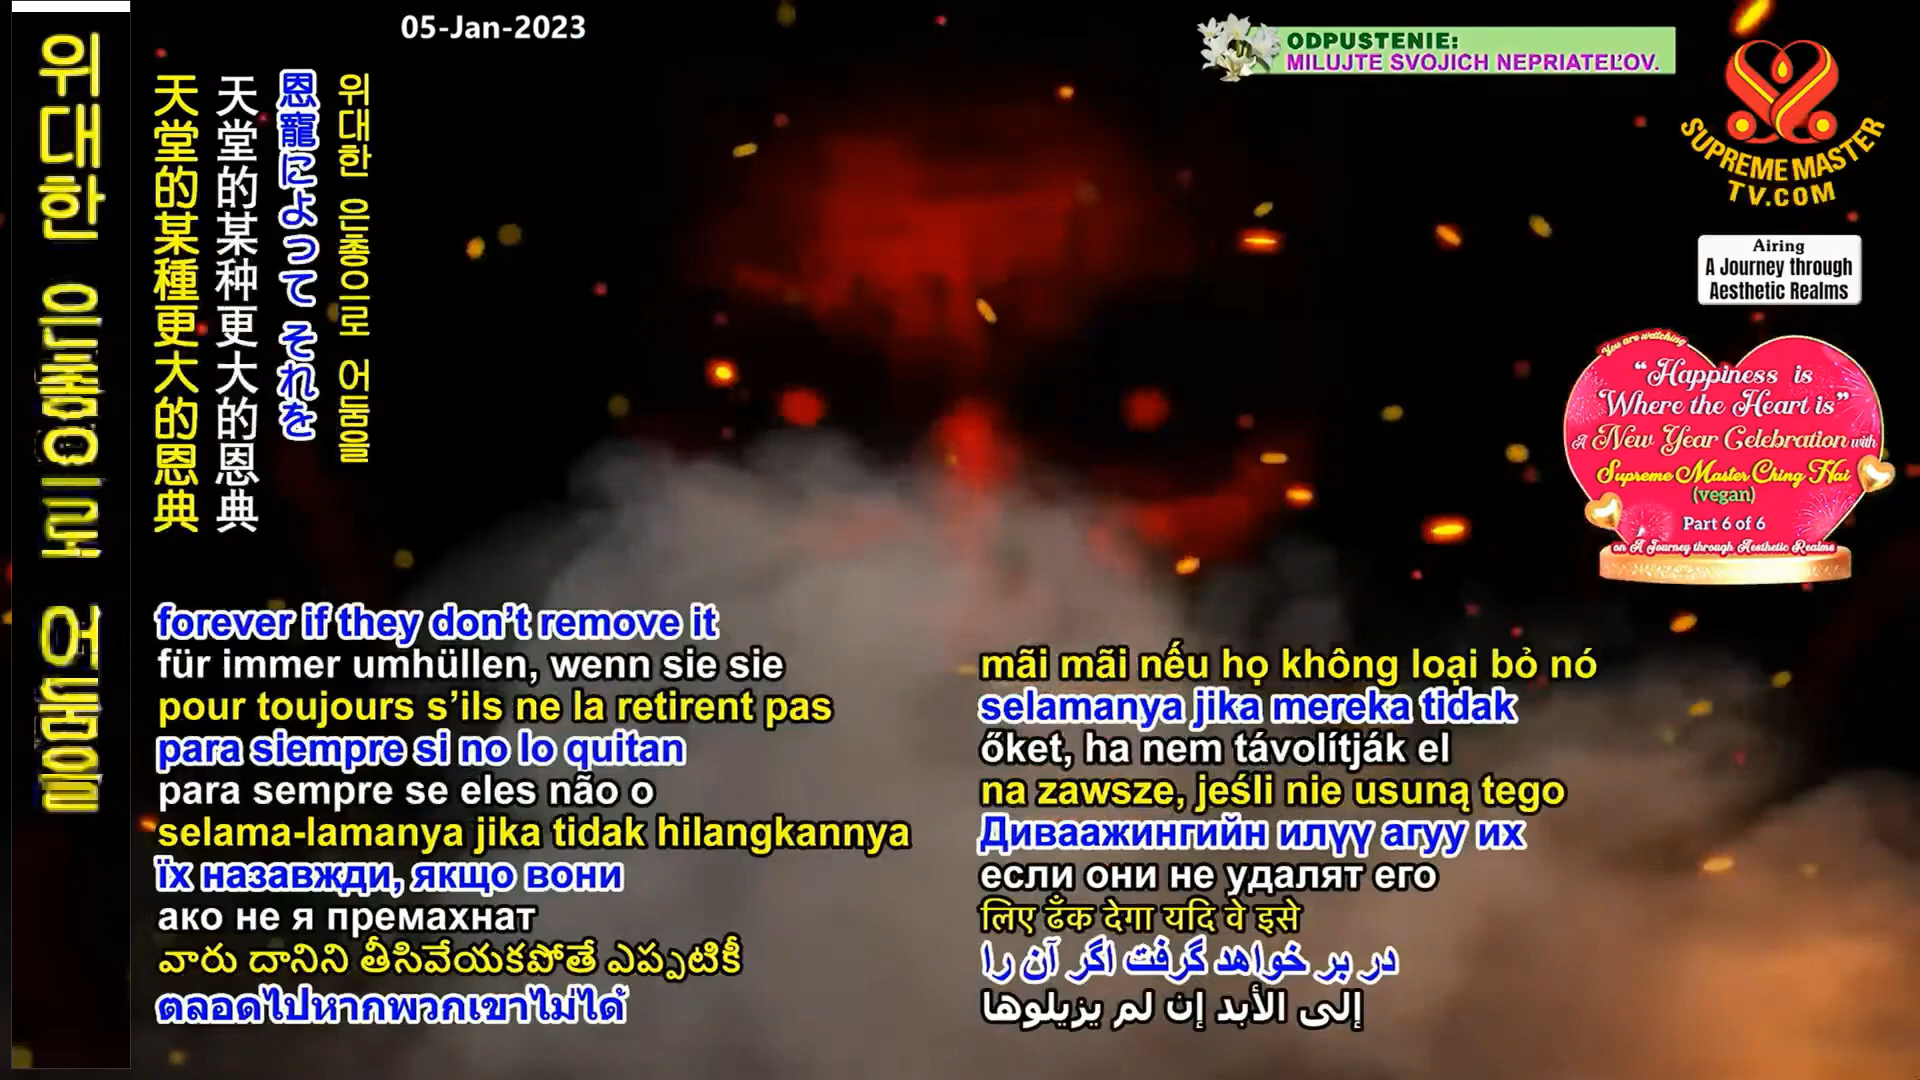 05-Jan-2023
ODPUSTENIE:
MILUJTE SVOJICH NEPRIATEĽOV.
SUPREME MASTER
TV.COM
Airing
A Journey through
Aesthetic Realms
You are watching
“Happiness is
Where the Heart is”
A New Year Celebration with
Supreme Master Ching Hai
(vegan)
Part 6 of 6
on A Journey through Aesthetic Realms
위대한 은총으로 어둠을
天堂的某種更大的恩典
天堂的某种更大的恩典
恩寵によって それを
위대한 은총으로 어둠을
forever if they don’t remove it
für immer umhüllen, wenn sie sie
pour toujours s’ils ne la retirent pas
para siempre si no lo quitan
para sempre se eles não o
selama-lamanya jika tidak hilangkannya
їх назавжди, якщо вони
ако не я премахнат
వారు దానిని తీసివేయకపోతే ఎప్పటికీ
ตลอดไปหากพวกเขาไม่ได้
mãi mãi nếu họ không loại bỏ nó
selamanya jika mereka tidak
őket, ha nem távolítják el
na zawsze, jeśli nie usuną tego
Диваажингийн илүү агуу их
если они не удалят его
लिए ढँक देगा यदि वे इसे
در بر خواهد گرفت اگر آن را
إلى الأبد إن لم يزيلوها